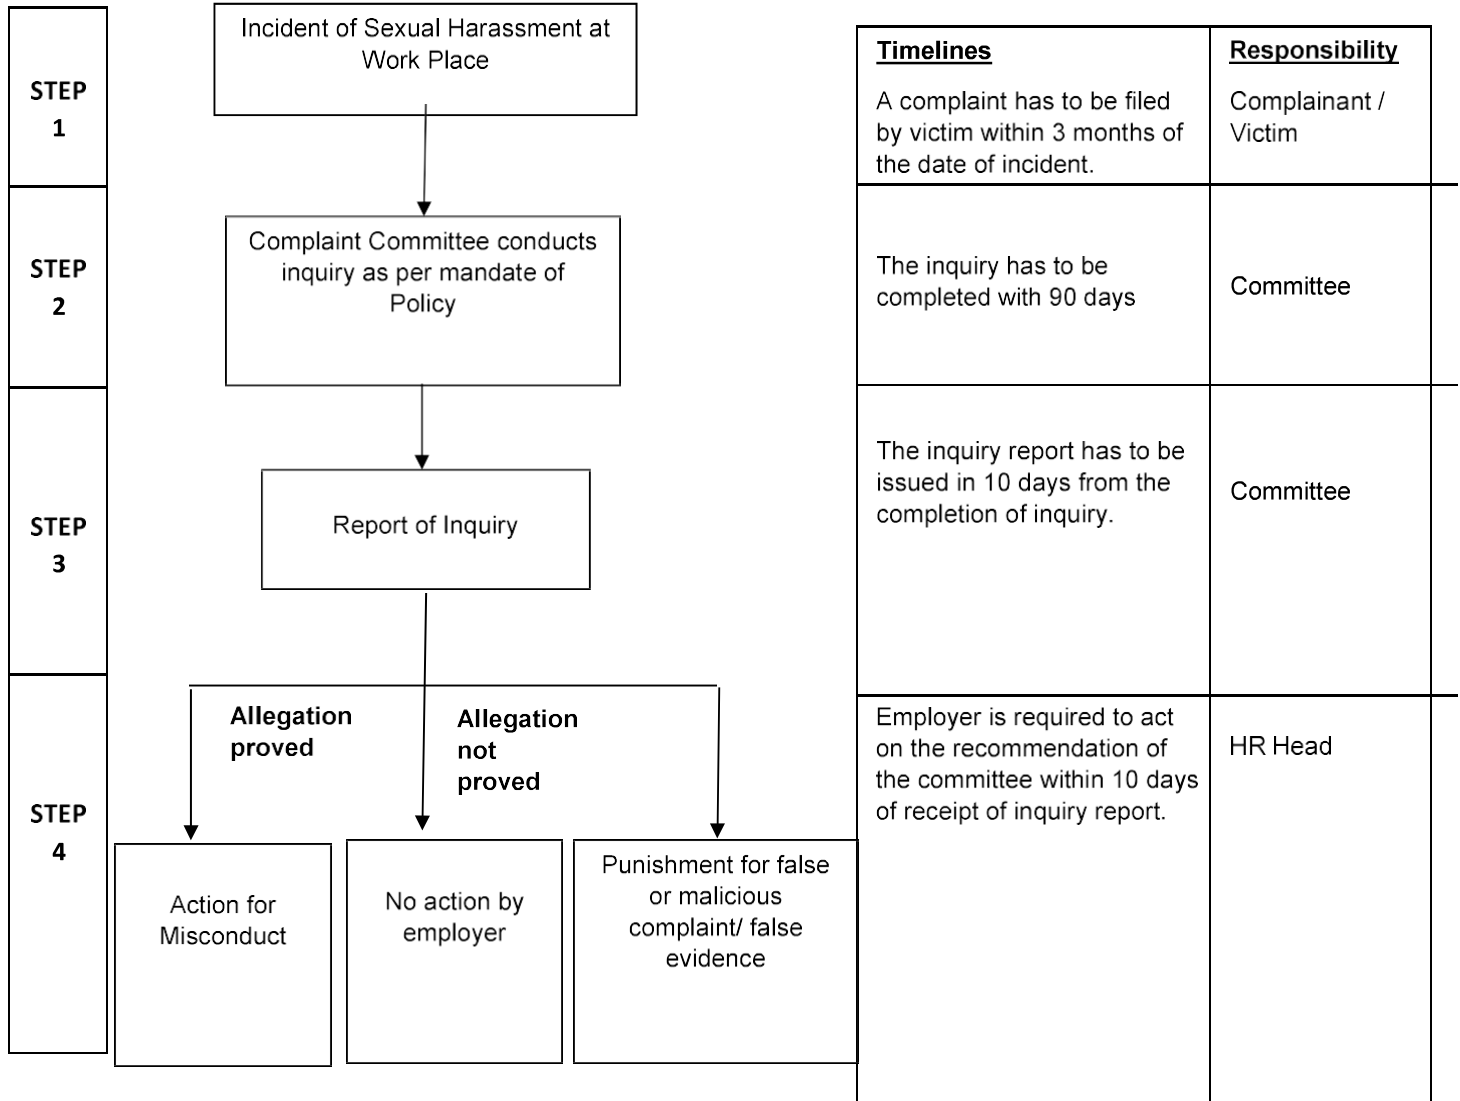 STEP
1
Incident of Sexual Harassment at
Work Place
Timelines
A complaint has to be filed
by victim within 3 months of
the date of incident.
Responsibility
Complainant /
Victim
STEP
2
Complaint Committee conducts
inquiry as per mandate of
Policy
The inquiry has to be
completed with 90 days
Committee
STEP
3
Report of Inquiry
The inquiry report has to be
issued in 10 days from the
completion of inquiry.
Committee
STEP
4
Allegation
proved
Allegation
not
proved
Action for
Misconduct
No action by
employer
Punishment for false
or malicious
complaint/ false
evidence
Employer is required to act
on the recommendation of
the committee within 10 days
of receipt of inquiry report.
HR Head